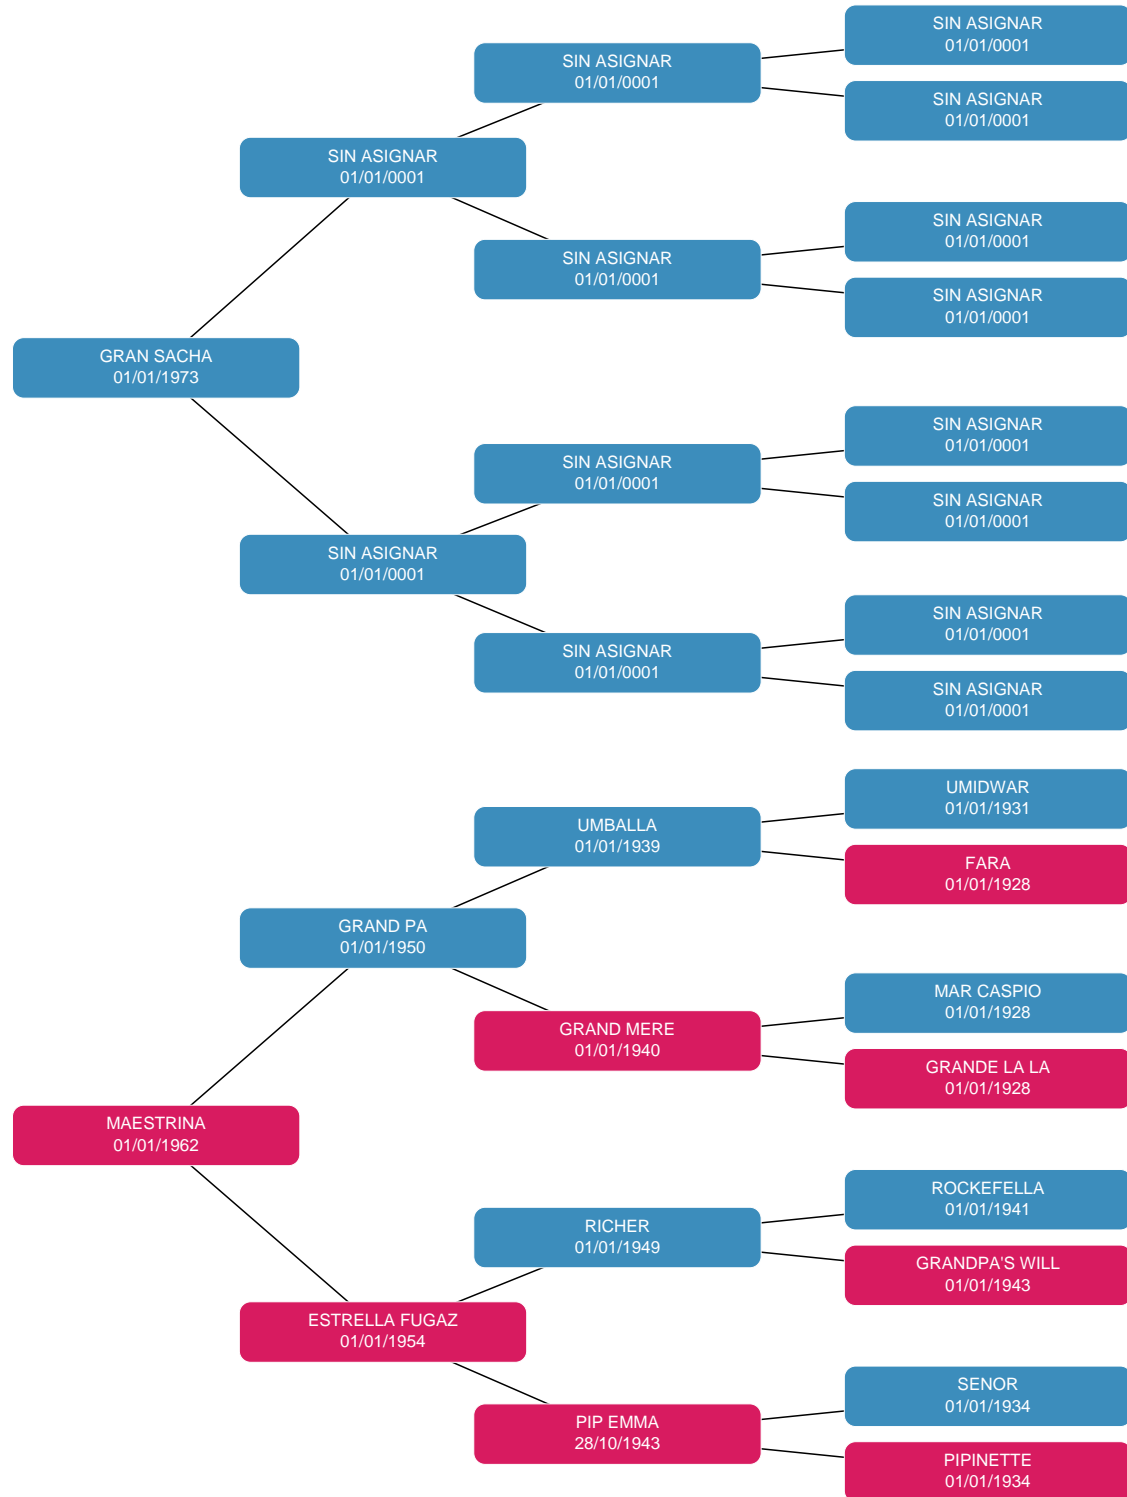 SIN ASIGNAR
01/01/0001
SIN ASIGNAR
01/01/0001
SIN ASIGNAR
01/01/0001
SIN ASIGNAR
01/01/0001
SIN ASIGNAR
01/01/0001
SIN ASIGNAR
01/01/0001
SIN ASIGNAR
01/01/0001
GRAN SACHA
01/01/1973
SIN ASIGNAR
01/01/0001
SIN ASIGNAR
01/01/0001
SIN ASIGNAR
01/01/0001
SIN ASIGNAR
01/01/0001
SIN ASIGNAR
01/01/0001
SIN ASIGNAR
01/01/0001
SIN ASIGNAR
01/01/0001
UMIDWAR
01/01/1931
UMBALLA
01/01/1939
FARA
01/01/1928
GRAND PA
01/01/1950
MAR CASPIO
01/01/1928
GRAND MERE
01/01/1940
GRANDE LA LA
01/01/1928
MAESTRINA
01/01/1962
ROCKEFELLA
01/01/1941
RICHER
01/01/1949
GRANDPA'S WILL
01/01/1943
ESTRELLA FUGAZ
01/01/1954
SENOR
01/01/1934
PIP EMMA
28/10/1943
PIPINETTE
01/01/1934